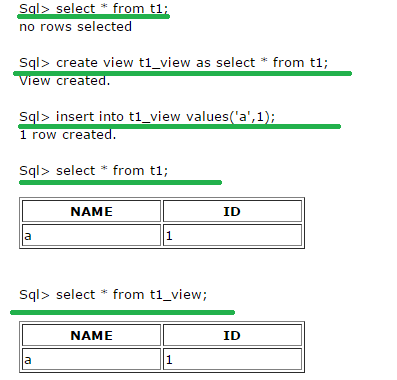 Sql> select * from t1;
no rows selected
Sql> create view t1_view as select * from t1;
View created.
Sql> insert into t1_view values('a',1);
1 row created.
Sql> select * from t1;
NAME ID
a 1
Sql> select * from t1_view;
NAME ID
a 1